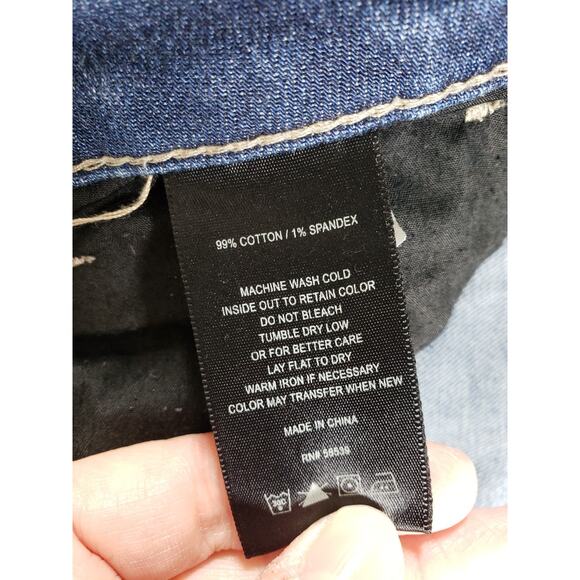 99% COTTON / 1% SPANDEX
MACHINE WASH COLD
INSIDE OUT TO RETAIN COLOR
DO NOT BLEACH
TUMBLE DRY LOW
OR FOR BETTER CARE
LAY FLAT TO DRY
WARM IRON IF NECESSARY
COLOR MAY TRANSFER WHEN NEW
MADE IN CHINA
RN# 58539